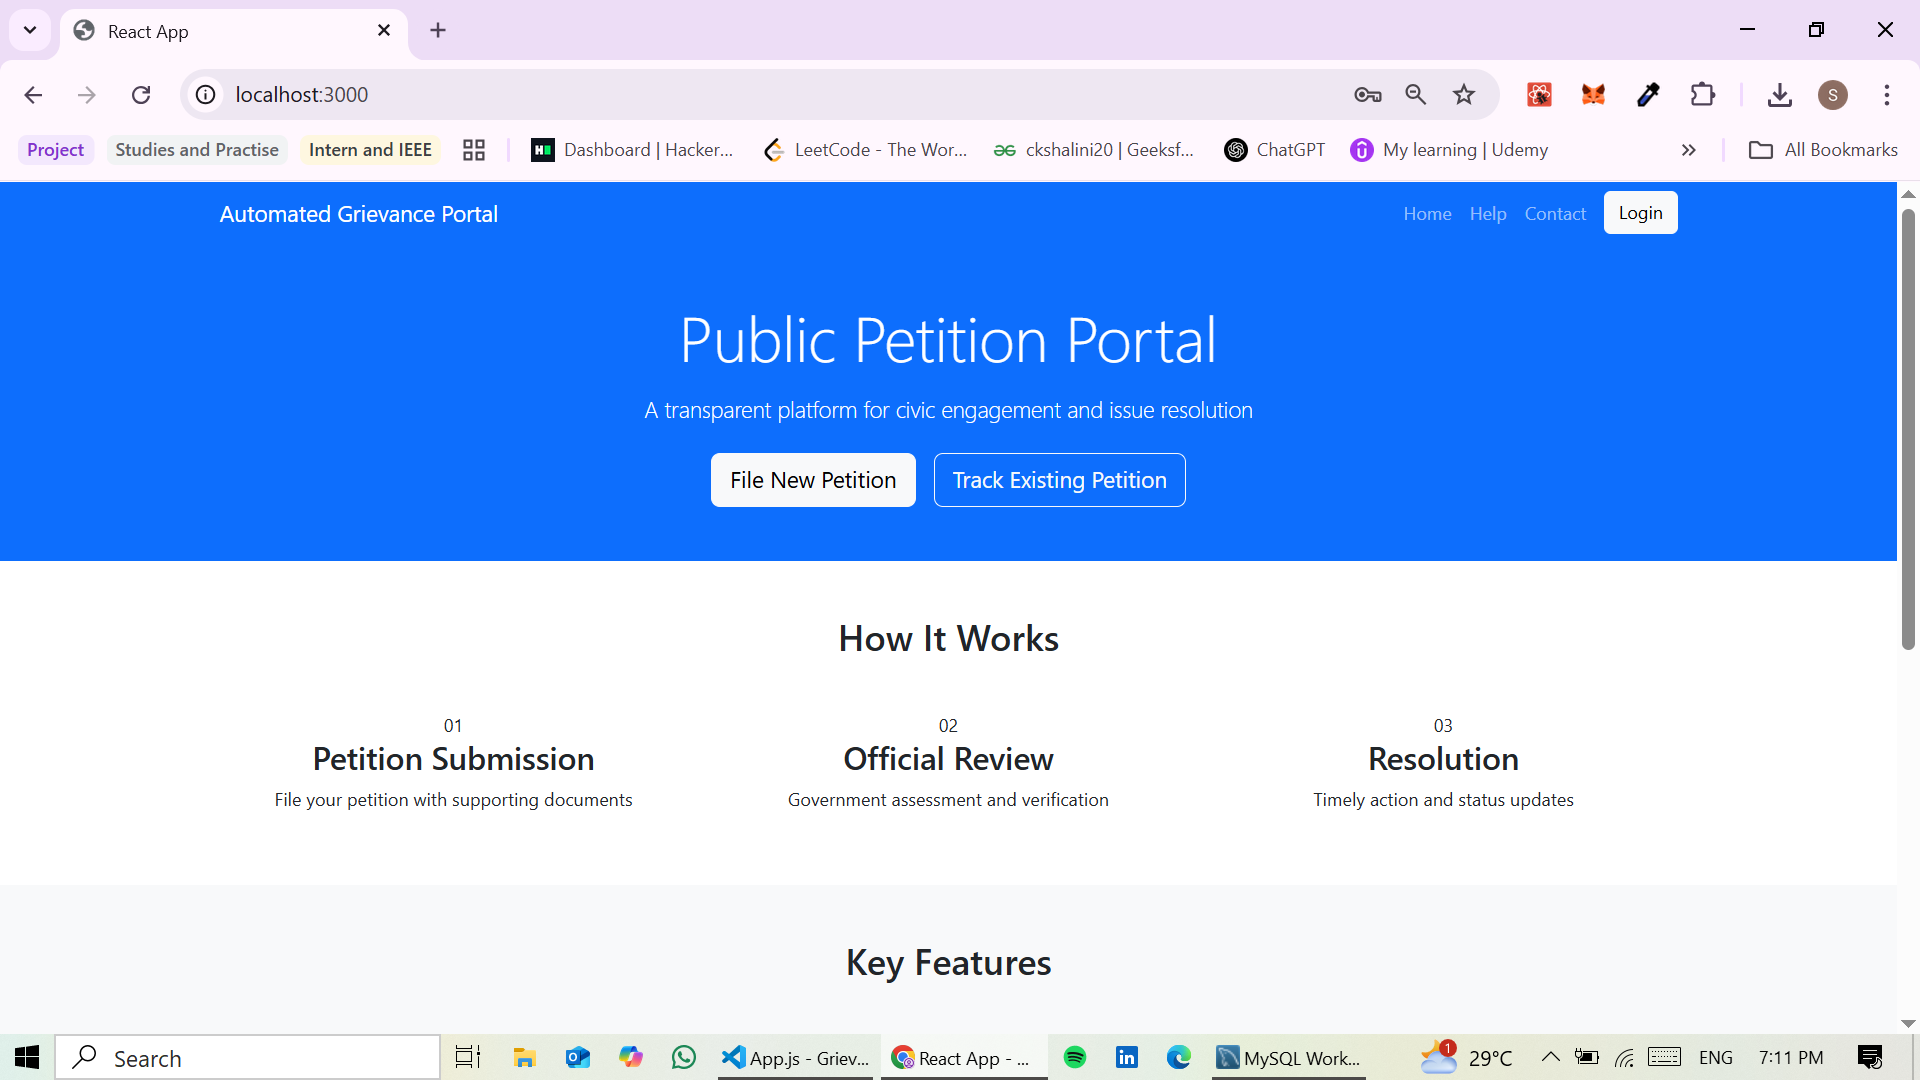 React App
localhost:3000
S
Project Studies and Practise Intern and IEEE Dashboard | Hacker... LeetCode - The Wor... ckshalini20 | Geeksf... ChatGPT My learning | Udemy All Bookmarks
Automated Grievance Portal Home Help Contact Login
Public Petition Portal
A transparent platform for civic engagement and issue resolution
File New Petition Track Existing Petition
How It Works
01 02 03
Petition Submission Official Review Resolution
File your petition with supporting documents Government assessment and verification Timely action and status updates
Key Features
Search App.js - Griev... React App - ... MySQL Work... 1 29°C ENG 7:11 PM